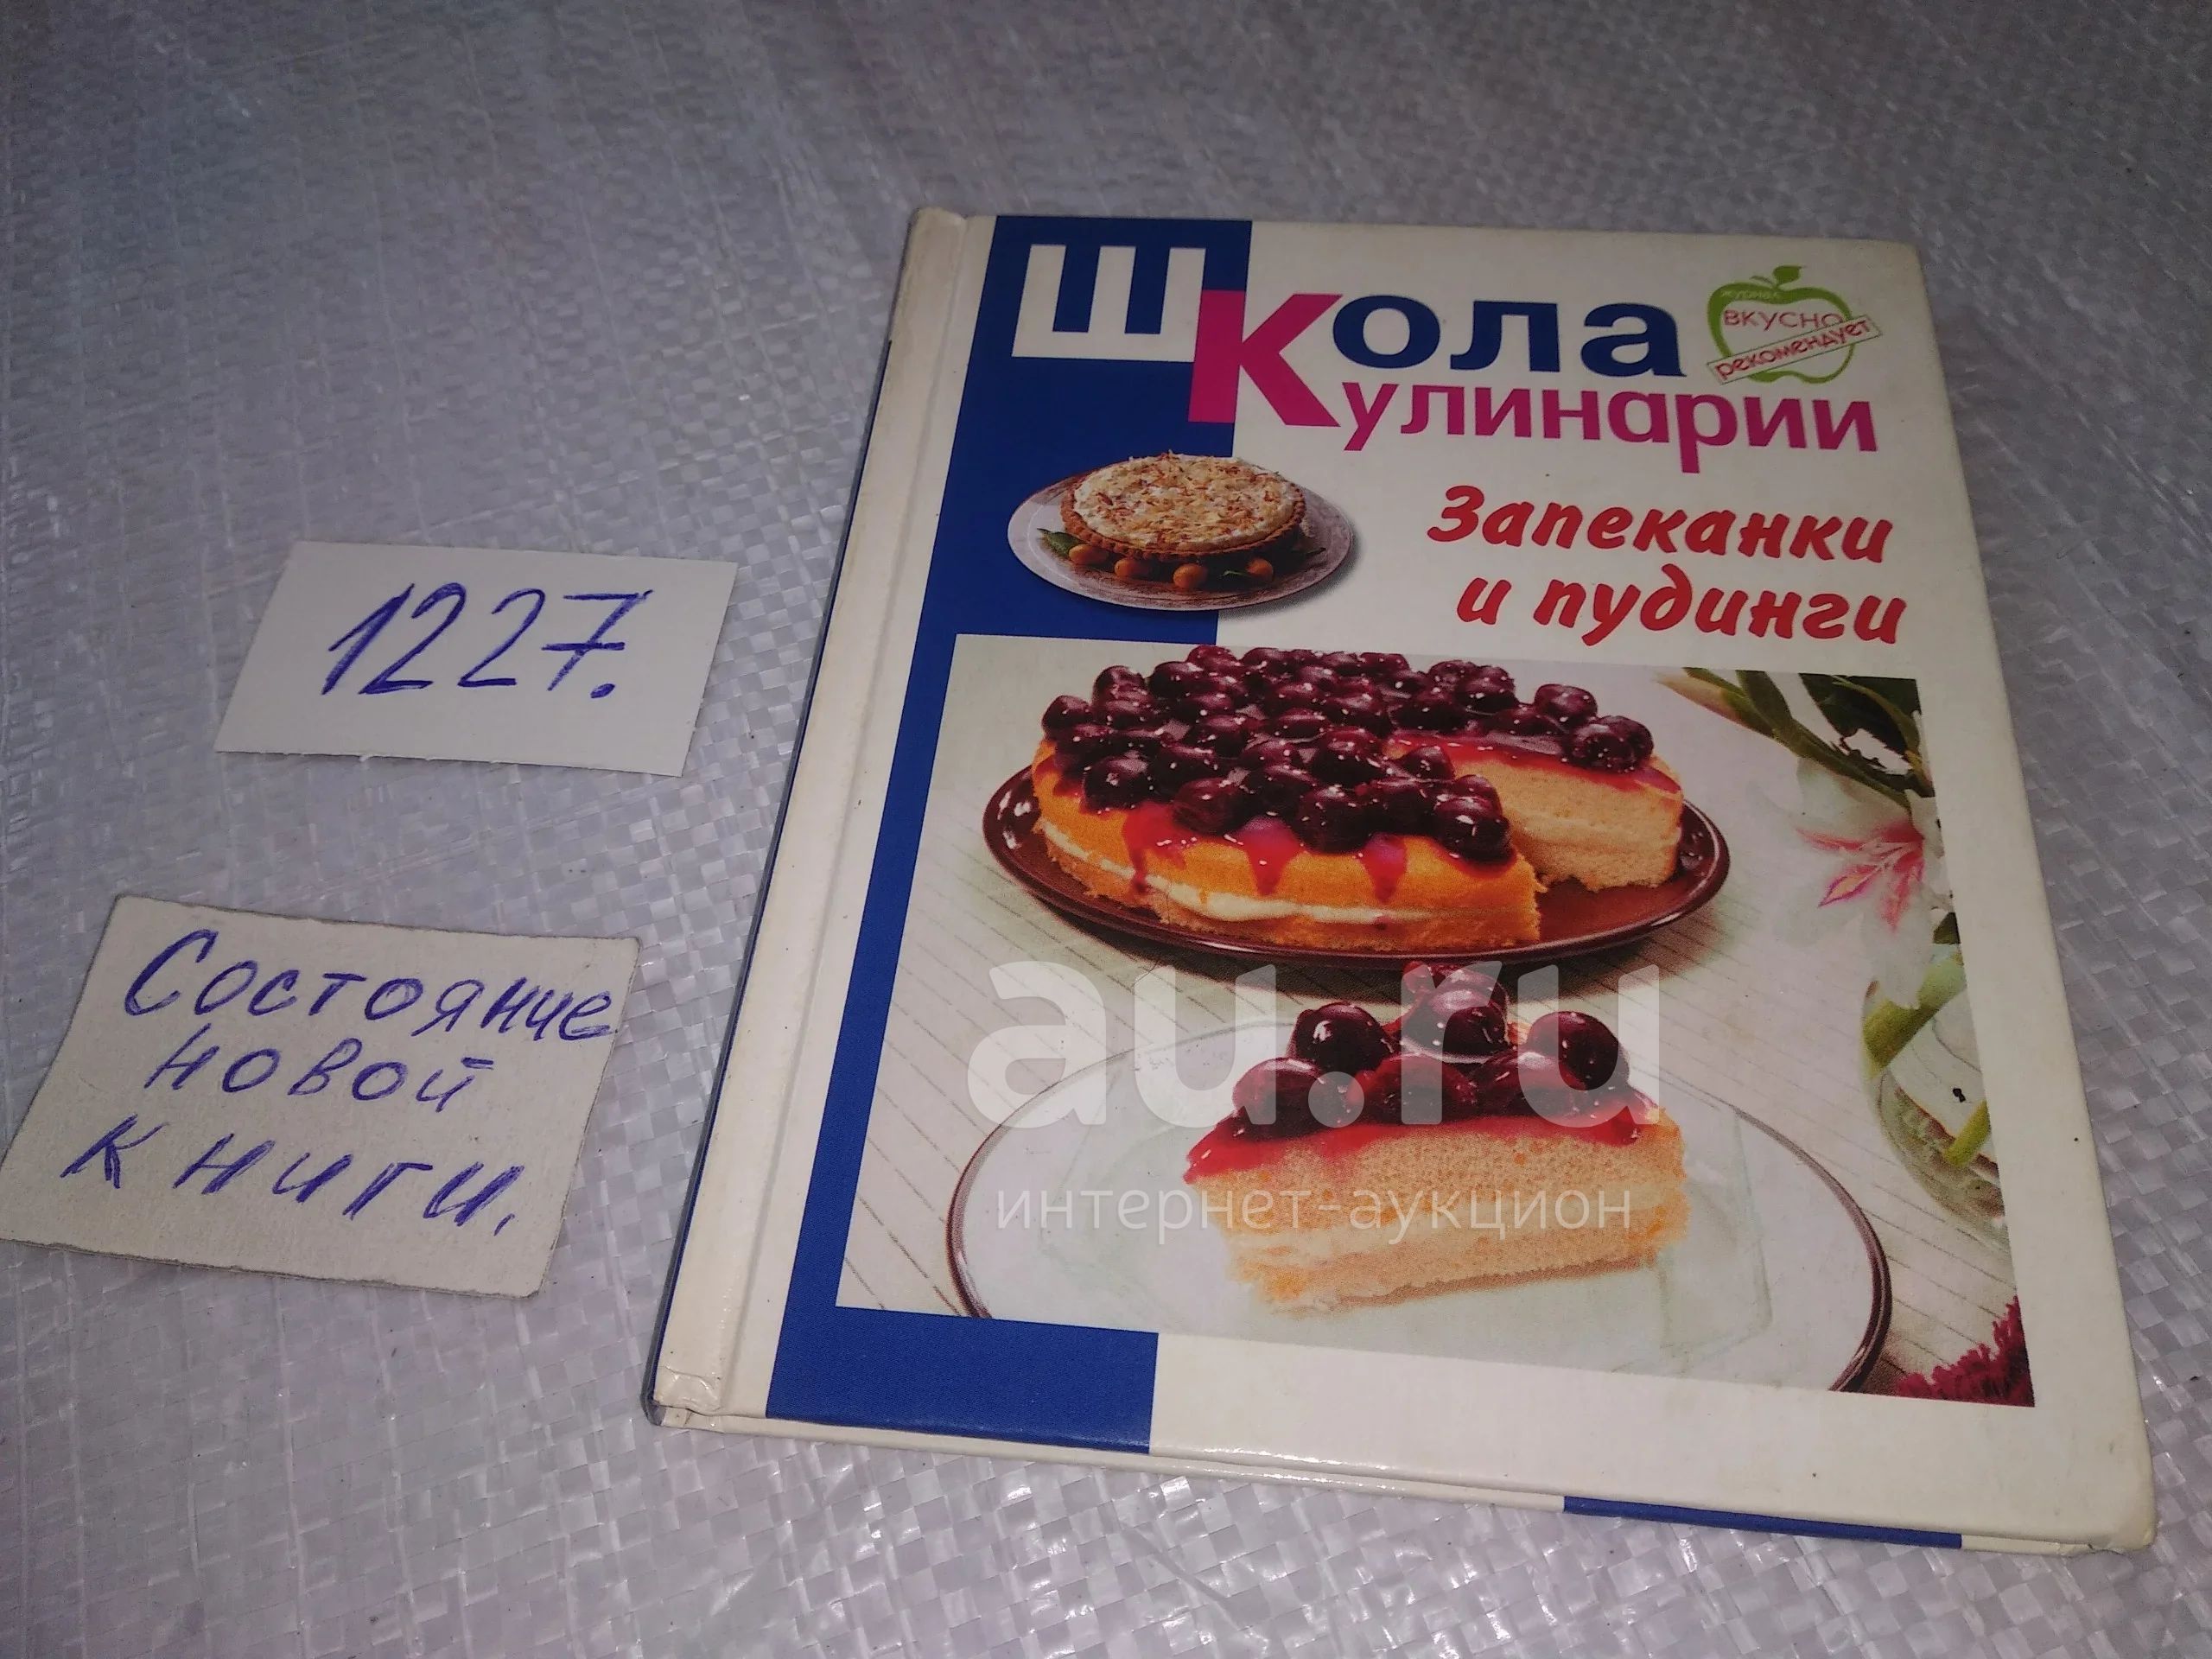 Школа
Кулинарии
журнал
ВКУСНО
рекомендует
Запеканки
и пудинги
1227.
Состояние
новой
книги.
au.ru
интернет-аукцион